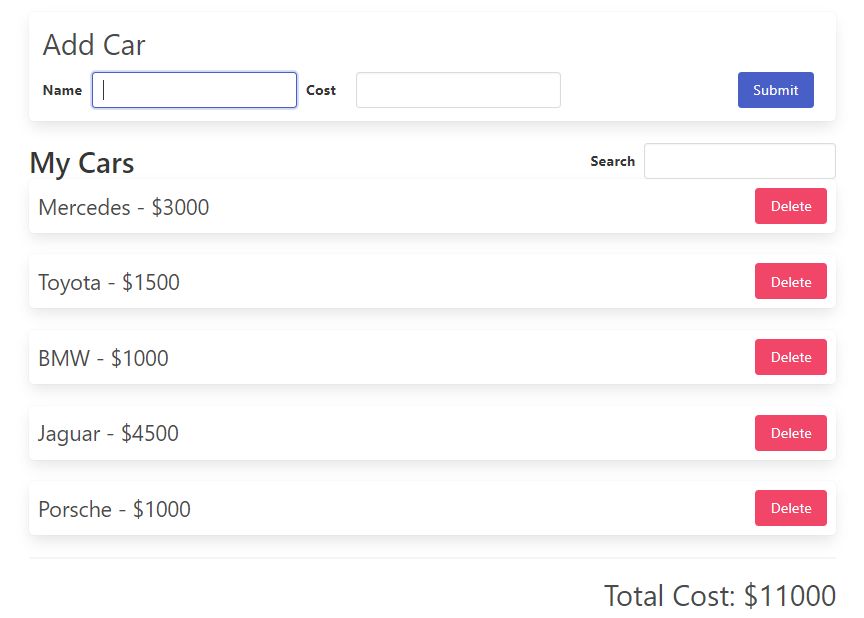 Add Car
Name Cost Submit
My Cars Search
Mercedes - $3000 Delete
Toyota - $1500 Delete
BMW - $1000 Delete
Jaguar - $4500 Delete
Porsche - $1000 Delete
Total Cost: $11000